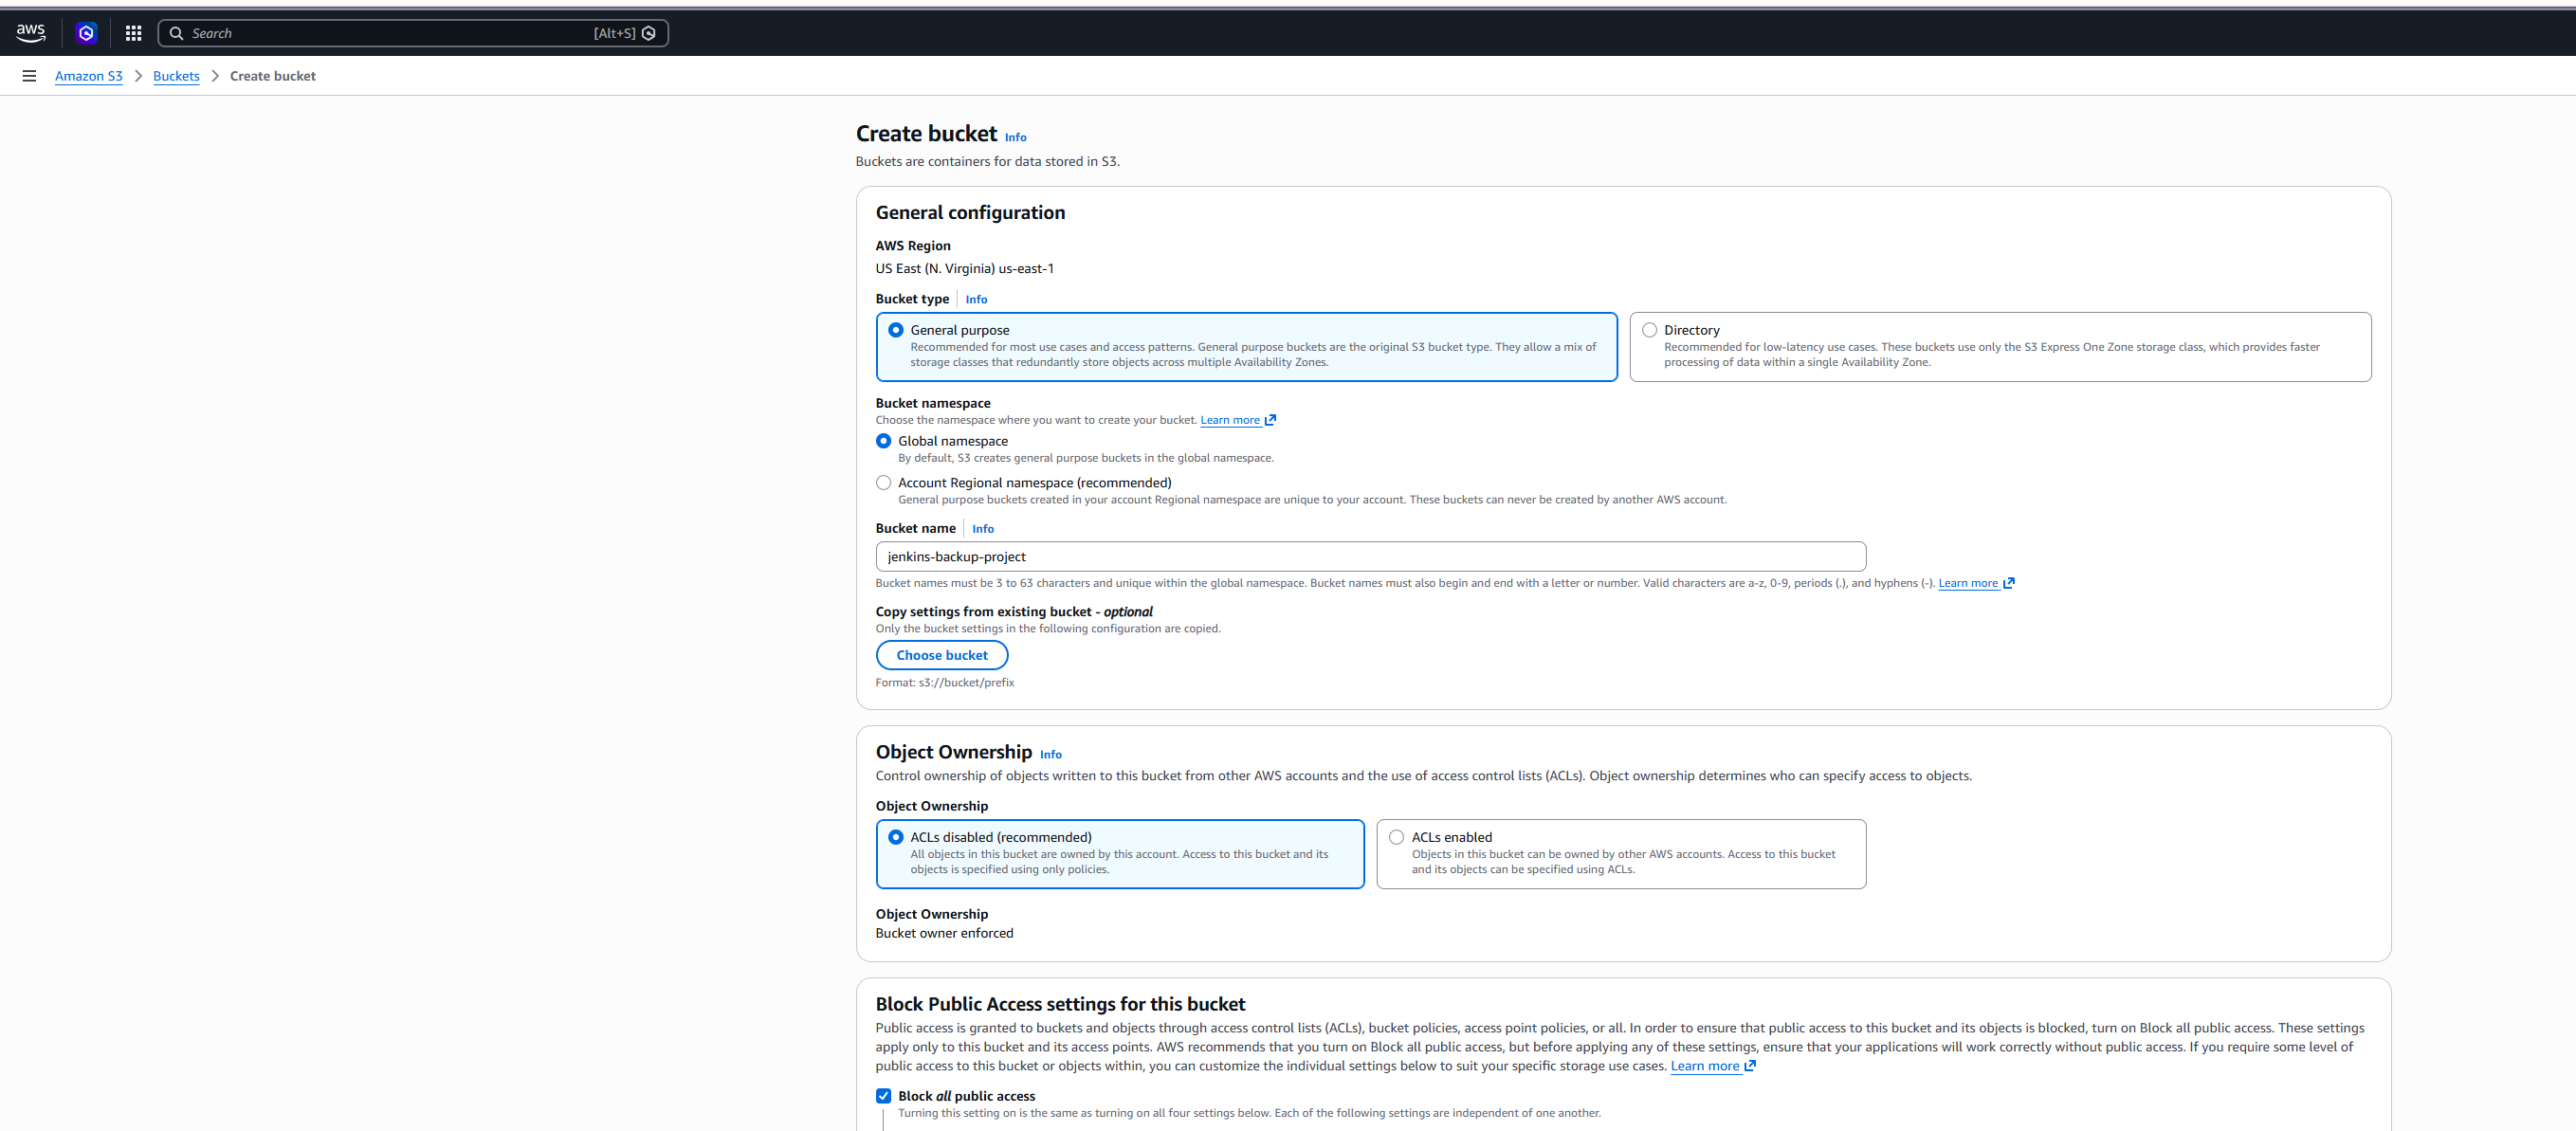 aws
Search [Alt+S]
Amazon S3 > Buckets > Create bucket
Create bucket Info
Buckets are containers for data stored in S3.
General configuration
AWS Region
US East (N. Virginia) us-east-1
Bucket type Info
General purpose
Recommended for most use cases and access patterns. General purpose buckets are the original S3 bucket type. They allow a mix of
storage classes that redundantly store objects across multiple Availability Zones.
Directory
Recommended for low-latency use cases. These buckets use only the S3 Express One Zone storage class, which provides faster
processing of data within a single Availability Zone.
Bucket namespace
Choose the namespace where you want to create your bucket. Learn more
Global namespace
By default, S3 creates general purpose buckets in the global namespace.
Account Regional namespace (recommended)
General purpose buckets created in your account Regional namespace are unique to your account. These buckets can never be created by another AWS account.
Bucket name Info
jenkins-backup-project
Bucket names must be 3 to 63 characters and unique within the global namespace. Bucket names must also begin and end with a letter or number. Valid characters are a-z, 0-9, periods (.), and hyphens (-). Learn more
Copy settings from existing bucket - optional
Only the bucket settings in the following configuration are copied.
Choose bucket
Format: s3://bucket/prefix
Object Ownership Info
Control ownership of objects written to this bucket from other AWS accounts and the use of access control lists (ACLs). Object ownership determines who can specify access to objects.
Object Ownership
ACLs disabled (recommended)
All objects in this bucket are owned by this account. Access to this bucket and its
objects is specified using only policies.
ACLs enabled
Objects in this bucket can be owned by other AWS accounts. Access to this bucket
and its objects can be specified using ACLs.
Object Ownership
Bucket owner enforced
Block Public Access settings for this bucket
Public access is granted to buckets and objects through access control lists (ACLs), bucket policies, access point policies, or all. In order to ensure that public access to this bucket and its objects is blocked, turn on Block all public access. These settings
apply only to this bucket and its access points. AWS recommends that you turn on Block all public access, but before applying any of these settings, ensure that your applications will work correctly without public access. If you require some level of
public access to this bucket or objects within, you can customize the individual settings below to suit your specific storage use cases. Learn more
Block all public access
Turning this setting on is the same as turning on all four settings below. Each of the following settings are independent of one another.